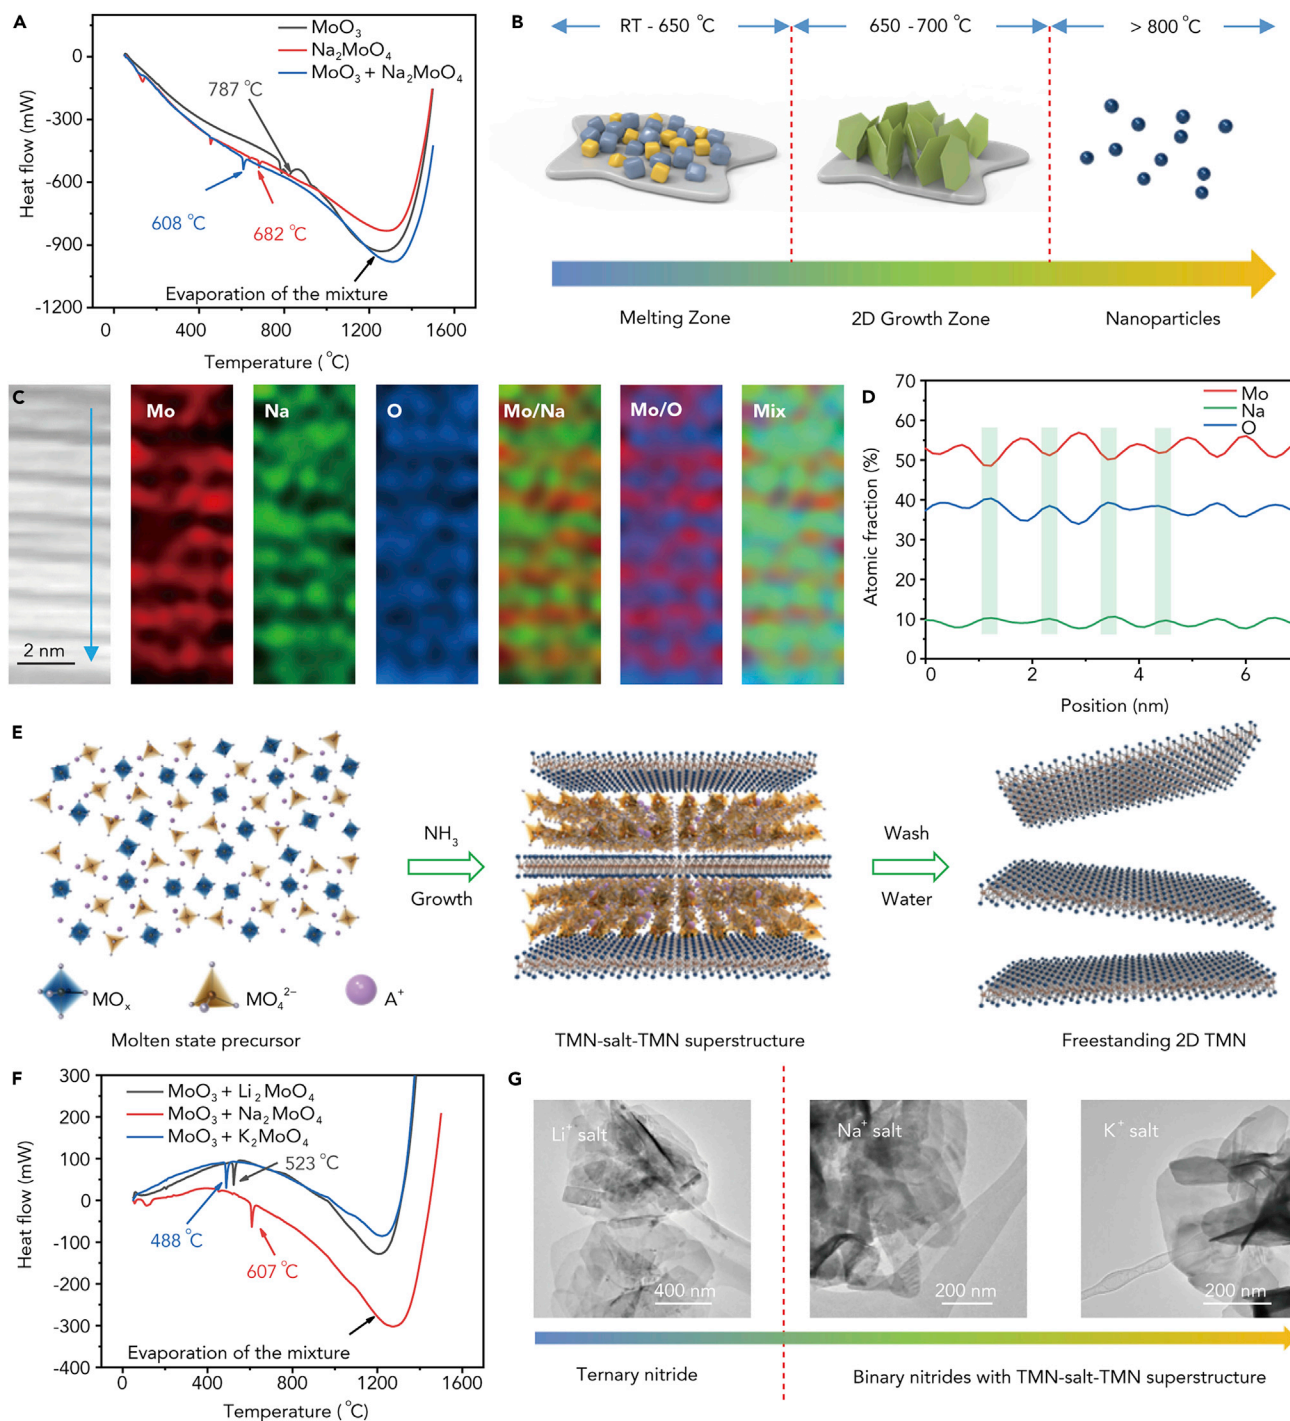 A
MoO₃
Na₂MoO₄
MoO₃ + Na₂MoO₄
787 °C
608 °C
682 °C
Evaporation of the mixture
Heat flow (mW)
0
-300
-600
-900
-1200
0 400 800 1200 1600
Temperature (°C)
B
RT - 650 °C
650 -700 °C
> 800 °C
Melting Zone
2D Growth Zone
Nanoparticles
C
2 nm
Mo
Na
O
Mo/Na
Mo/O
Mix
D
Mo
Na
O
Atomic fraction (%)
70
60
50
40
30
20
10
0
0 2 4 6
Position (nm)
E
NH₃
Growth
Wash
Water
MOₓ
MO₄²⁻
A⁺
Molten state precursor
TMN-salt-TMN superstructure
Freestanding 2D TMN
F
MoO₃ + Li₂MoO₄
MoO₃ + Na₂MoO₄
MoO₃ + K₂MoO₄
523 °C
488 °C
607 °C
Evaporation of the mixture
Heat flow (mW)
300
200
100
0
-100
-200
-300
-400
0 400 800 1200 1600
Temperature (°C)
G
Li⁺ salt
400 nm
Na⁺ salt
200 nm
K⁺ salt
200 nm
Ternary nitride
Binary nitrides with TMN-salt-TMN superstructure